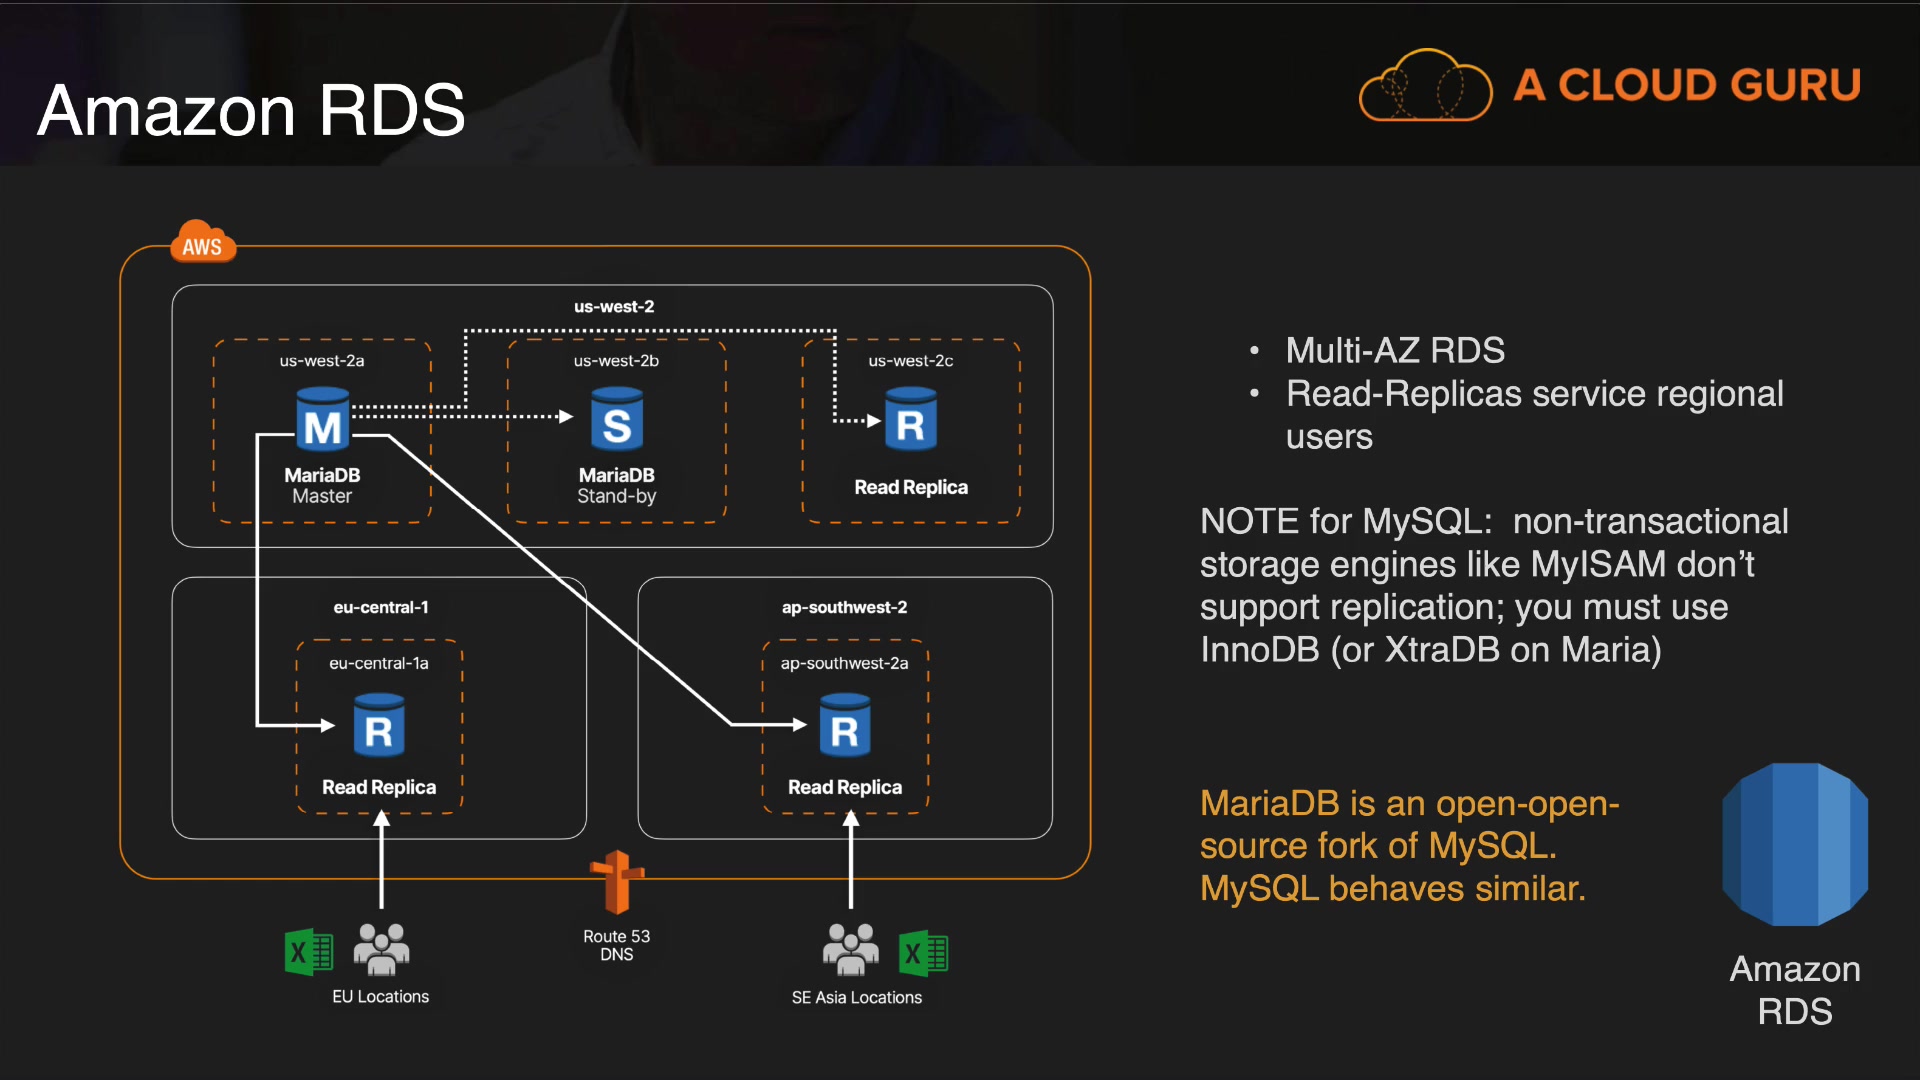 Amazon RDS
A CLOUD GURU
AWS
us-west-2
us-west-2a
us-west-2b
us-west-2c
M
S
R
MariaDB
Master
MariaDB
Stand-by
Read Replica
eu-central-1
ap-southwest-2
eu-central-1a
ap-southwest-2a
R
R
Read Replica
Read Replica
Route 53
DNS
X
X
EU Locations
SE Asia Locations
• Multi-AZ RDS
• Read-Replicas service regional
users
NOTE for MySQL:  non-transactional
storage engines like MyISAM don’t
support replication; you must use
InnoDB (or XtraDB on Maria)
MariaDB is an open-open-
source fork of MySQL.
MySQL behaves similar.
Amazon
RDS